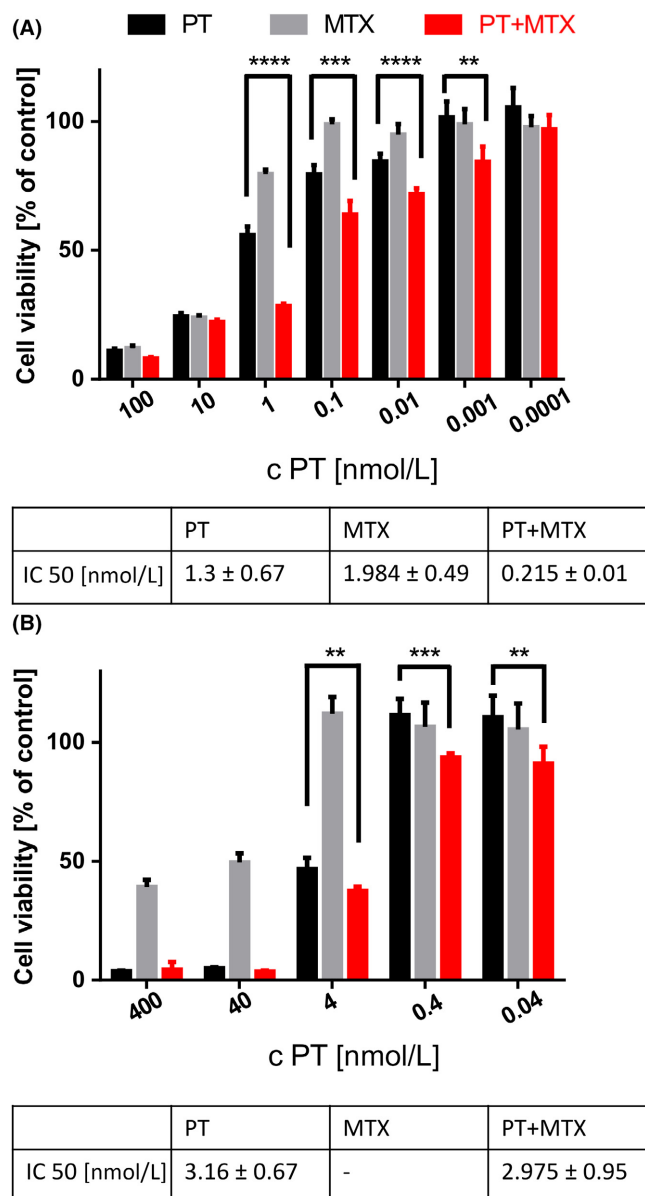 (A)
PT MTX PT+MTX
**** *** **** **
Cell viability [% of control]
100
50
0
100 10 1 0.1 0.01 0.001 0.0001
c PT [nmol/L]
PT MTX PT+MTX
IC 50 [nmol/L] 1.3 ± 0.67 1.984 ± 0.49 0.215 ± 0.01
(B)
** *** **
Cell viability [% of control]
100
50
0
400 40 4 0.4 0.04
c PT [nmol/L]
PT MTX PT+MTX
IC 50 [nmol/L] 3.16 ± 0.67 - 2.975 ± 0.95